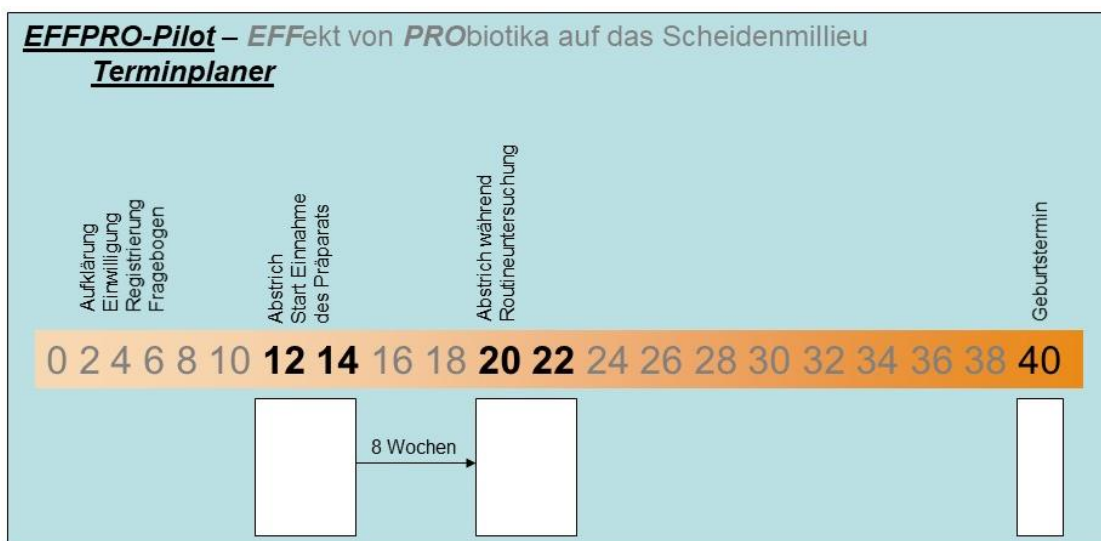 EFFPRO-Pilot – EFFekt von PRObiotika auf das Scheidenmillieu
Terminplaner
Aufklärung
Einwilligung
Registrierung
Fragebogen
Abstrich
Start Einnahme
des Präparats
Abstrich während
Routineuntersuchung
Geburtstermin
0 2 4 6 8 10 12 14 16 18 20 22 24 26 28 30 32 34 36 38 40
8 Wochen